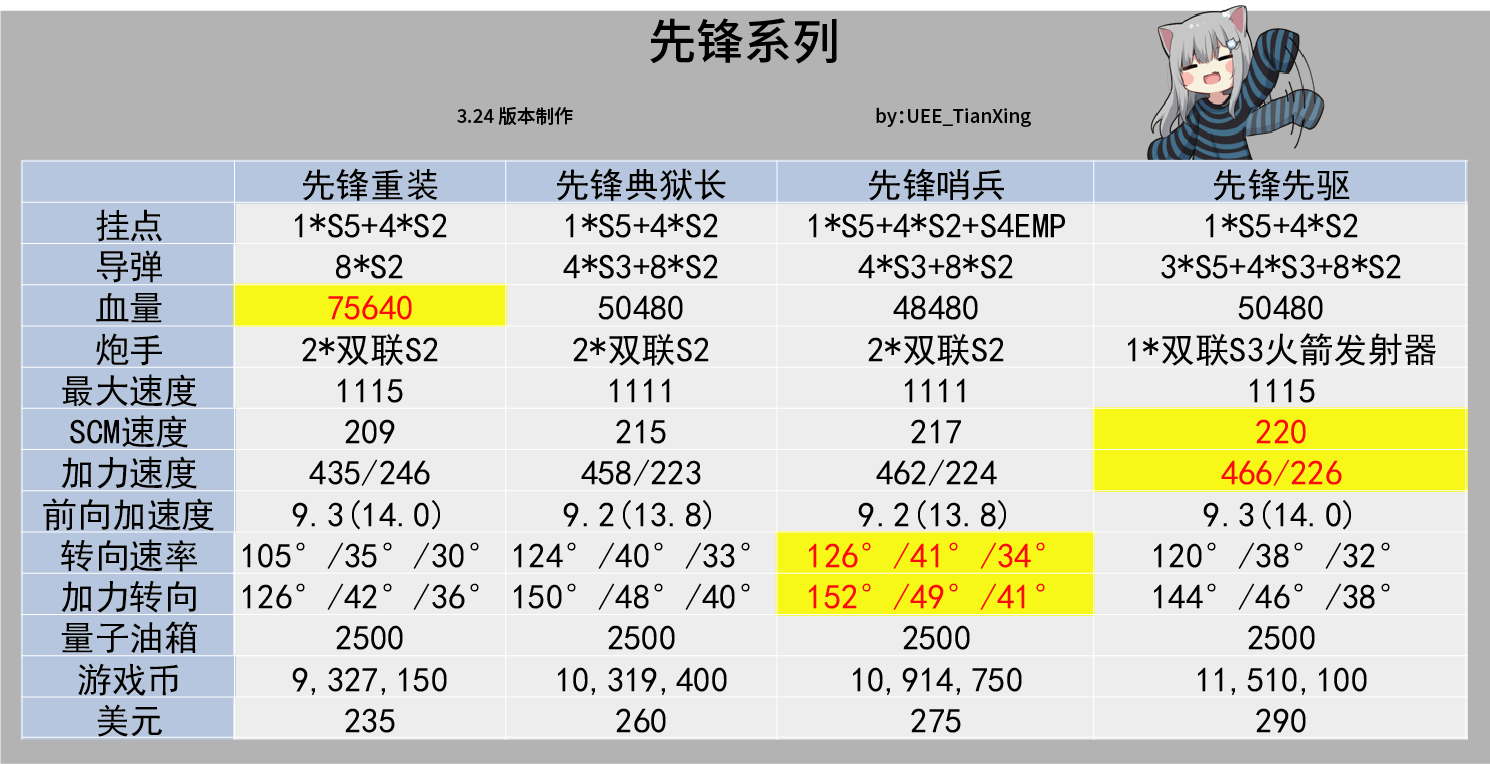 先锋系列
3.24 版本制作 by:UEE_TianXing
先锋重装 先锋典狱长 先锋哨兵 先锋先驱
挂点 1*S5+4*S2 1*S5+4*S2 1*S5+4*S2+S4EMP 1*S5+4*S2
导弹 8*S2 4*S3+8*S2 4*S3+8*S2 3*S5+4*S3+8*S2
血量 75640 50480 48480 50480
炮手 2*双联S2 2*双联S2 2*双联S2 1*双联S3火箭发射器
最大速度 1115 1111 1111 1115
SCM速度 209 215 217 220
加力速度 435/246 458/223 462/224 466/226
前向加速度 9.3(14.0) 9.2(13.8) 9.2(13.8) 9.3(14.0)
转向速率 105°/35°/30° 124°/40°/33° 126°/41°/34° 120°/38°/32°
加力转向 126°/42°/36° 150°/48°/40° 152°/49°/41° 144°/46°/38°
量子油箱 2500 2500 2500 2500
游戏币 9,327,150 10,319,400 10,914,750 11,510,100
美元 235 260 275 290